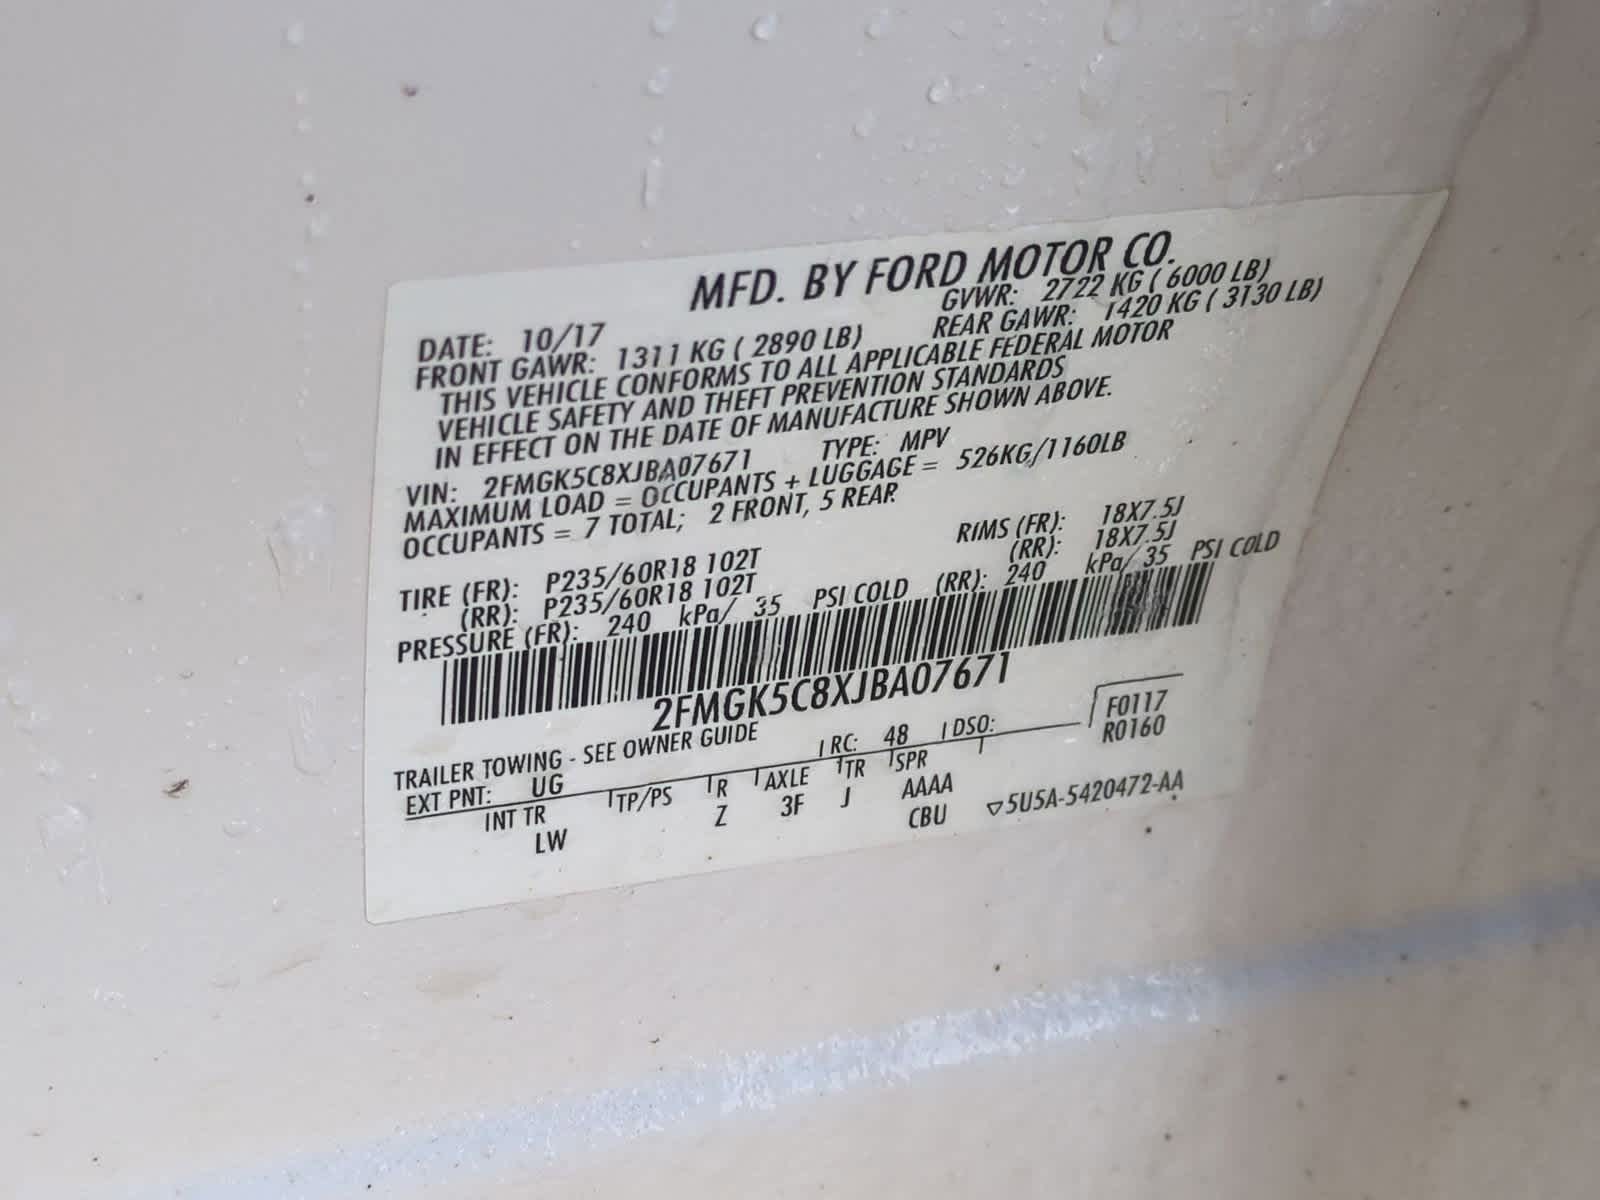 MFD. BY FORD MOTOR CO.
DATE: 10/17 GVWR: 2722 KG ( 6000 LB)
FRONT GAWR: 1311 KG ( 2890 LB) REAR GAWR: 1420 KG ( 3130 LB)
THIS VEHICLE CONFORMS TO ALL APPLICABLE FEDERAL MOTOR
VEHICLE SAFETY AND THEFT PREVENTION STANDARDS
IN EFFECT ON THE DATE OF MANUFACTURE SHOWN ABOVE.
VIN: 2FMGK5C8XJBA07671 TYPE: MPV
MAXIMUM LOAD = OCCUPANTS + LUGGAGE = 526KG/1160LB
OCCUPANTS = 7 TOTAL; 2 FRONT, 5 REAR
TIRE (FR): P235/60R18 102T RIMS (FR): 18X7.5J
(RR): P235/60R18 102T (RR): 18X7.5J
PRESSURE (FR): 240 kPa/ 35 PSI COLD (RR): 240 kPa/ 35 PSI COLD
2FMGK5C8XJBA07671
TRAILER TOWING - SEE OWNER GUIDE F0117
EXT PNT: UG RC: 48 DSO: R0160
INT TR TP/PS R AXLE TR SPR
LW Z 3F J AAAA
CBU ▽5U5A-5420472-AA